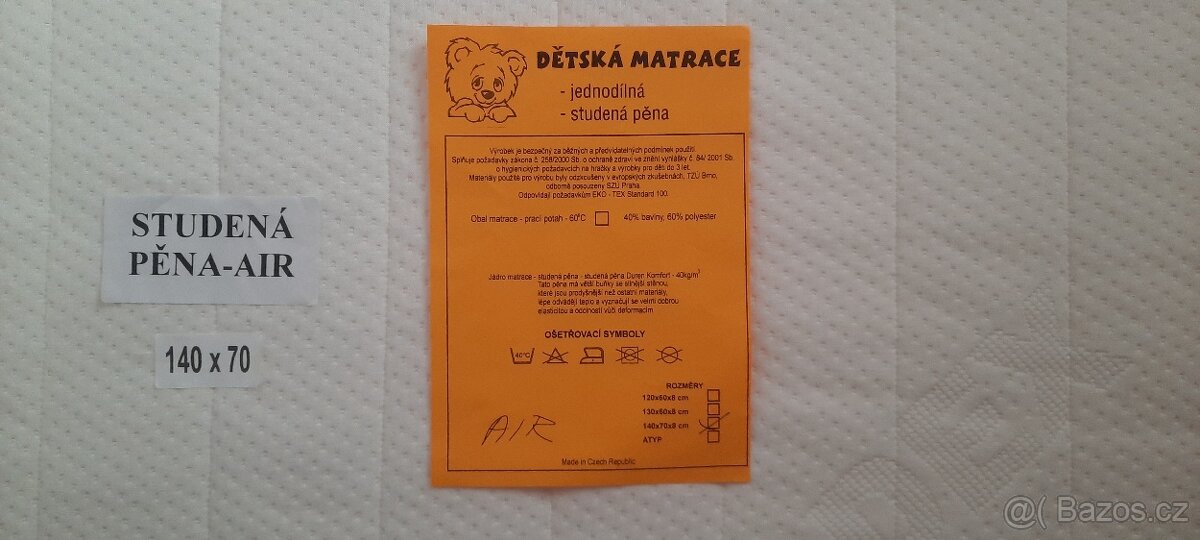 STUDENÁ
PĚNA-AIR
140 x 70
DĚTSKÁ MATRACE
- jednodílná
- studená pěna
Výrobek je bezpečný za běžných a předvídatelných podmínek použití.
Splňuje požadavky zákona č. 258/2000 Sb. o ochraně zdraví ve znění vyhlášky č. 84/ 2001 Sb.
o hygienických požadavcích na hračky a výrobky pro děti do 3 let.
Materiály použité pro výrobu byly odzkoušeny v evropských zkušebnách, TZÚ Brno,
odborně posouzeny SZÚ Praha.
Odpovídají požadavkům EKO - TEX Standard 100.
Obal matrace - prací potah - 60°C 40% bavlny, 60% polyester
Jádro matrace - studená pěna - studená pěna Duren Komfort - 40kg/m³
Tato pěna má větší buňky se silnější stěnou,
které jsou prodyšnější než ostatní materiály,
lépe odvádějí teplo a vyznačují se velmi dobrou
elasticitou a odolností vůči deformacím
OŠETŘOVACÍ SYMBOLY
40°C
ROZMĚRY
120x60x8 cm
130x60x8 cm
140x70x8 cm
ATYP
AIR
Made in Czech Republic
@( Bazos.cz